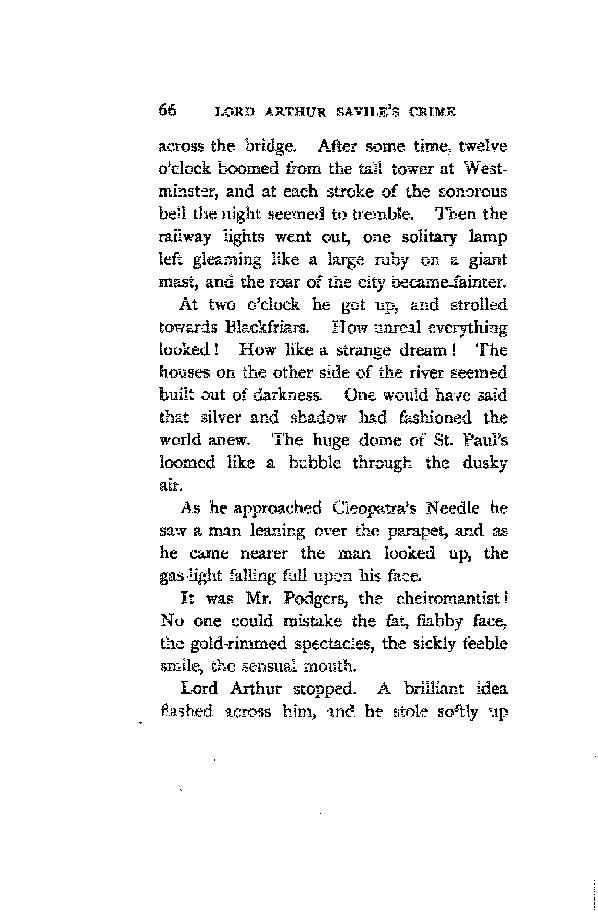 66 LORD ARTHUR SAVILE'S CRIME
across the bridge. After some time, twelve
o'clock boomed from the tall tower at West-
minster, and at each stroke of the sonorous
bell the night seemed to tremble. Then the
railway lights went out, one solitary lamp
left gleaming like a large ruby on a giant
mast, and the roar of the city became fainter.
At two o'clock he got up, and strolled
towards Blackfriars. How unreal everything
looked! How like a strange dream! The
houses on the other side of the river seemed
built out of darkness. One would have said
that silver and shadow had fashioned the
world anew. The huge dome of St. Paul's
loomed like a bubble through the dusky
air.
As he approached Cleopatra's Needle he
saw a man leaning over the parapet, and as
he came nearer the man looked up, the
gas-light falling full upon his face.
It was Mr. Podgers, the cheiromantist!
No one could mistake the fat, flabby face,
the gold-rimmed spectacles, the sickly feeble
smile, the sensual mouth.
Lord Arthur stopped. A brilliant idea
flashed across him, and he stole softly up